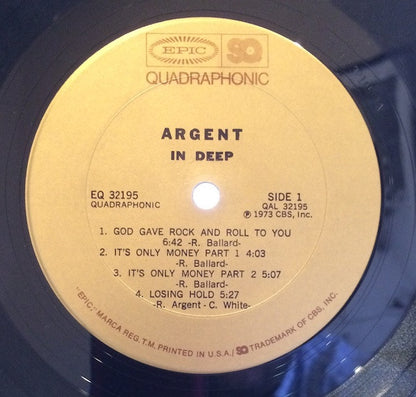 EPIC SQ
QUADRAPHONIC
ARGENT
IN DEEP
EQ 32195
QUADRAPHONIC
SIDE 1
QAL 32195
Ⓟ 1973 CBS, Inc.
1. GOD GAVE ROCK AND ROLL TO YOU
6:42 -R. Ballard-
2. IT'S ONLY MONEY PART 1 4:03
-R. Ballard-
3. IT'S ONLY MONEY PART 2 5:07
-R. Ballard-
4. LOSING HOLD 5:27
-R. Argent - C. White-
"EPIC," MARCA REG. T.M. PRINTED IN U.S.A./ SQ TRADEMARK OF CBS, INC.